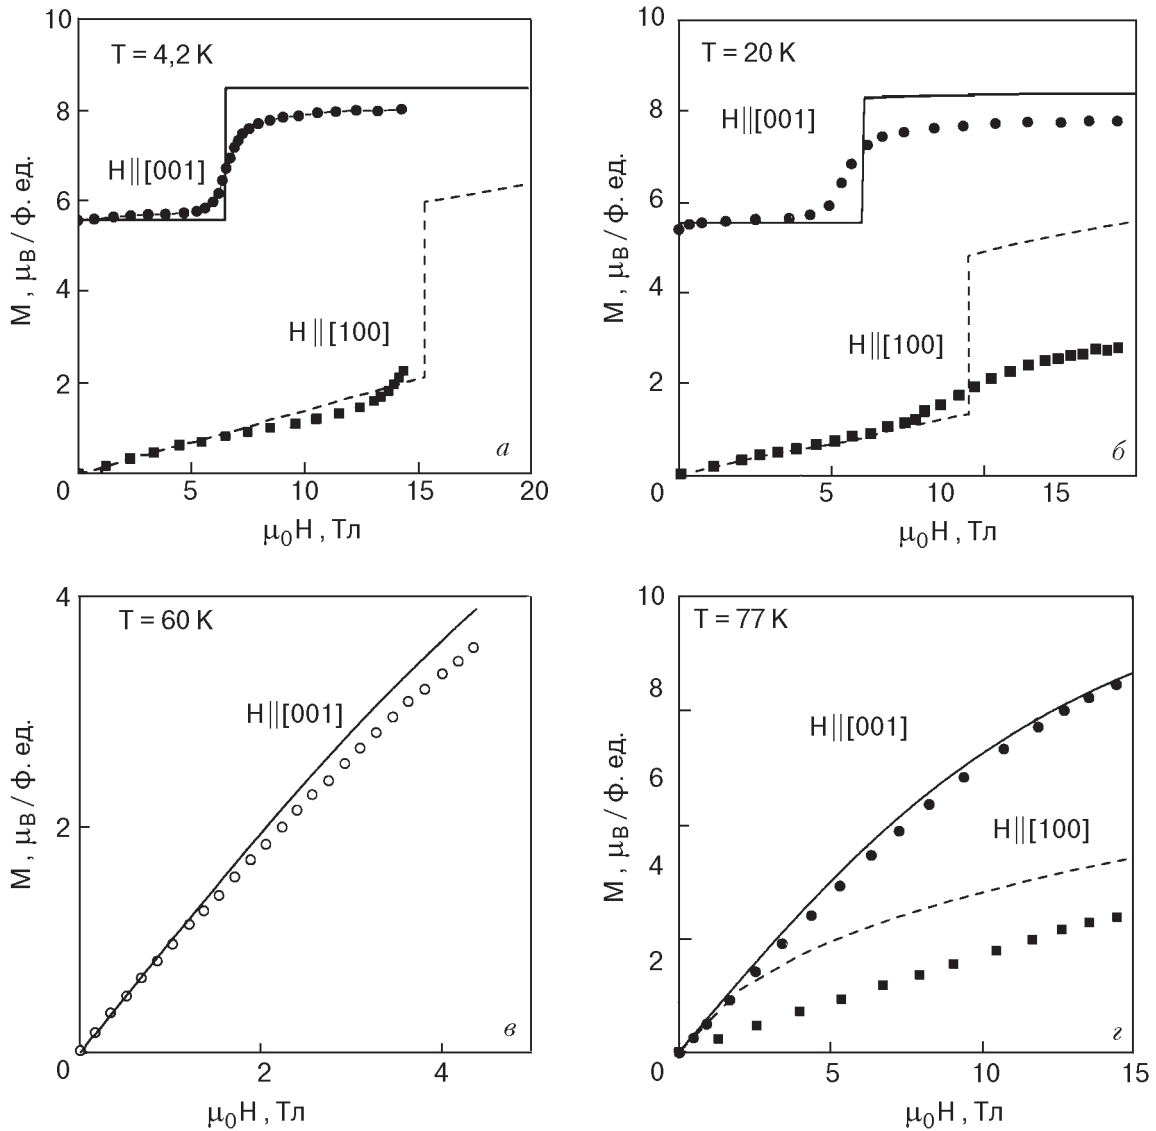 10
T = 4,2 K
8
H||[001]
6
M , μB / ф. ед.
4
H||[100]
2
а
0
5
10
15
20
μ0H , Тл
10
T = 20 K
8
H||[001]
6
M , μB / ф. ед.
4
H||[100]
2
б
0
5
10
15
μ0H , Тл
4
T = 60 K
H||[001]
M , μB / ф. ед.
2
в
0
2
4
μ0H , Тл
10
T = 77 K
8
H||[001]
6
M , μB / ф. ед.
H||[100]
4
2
г
0
5
10
15
μ0H , Тл